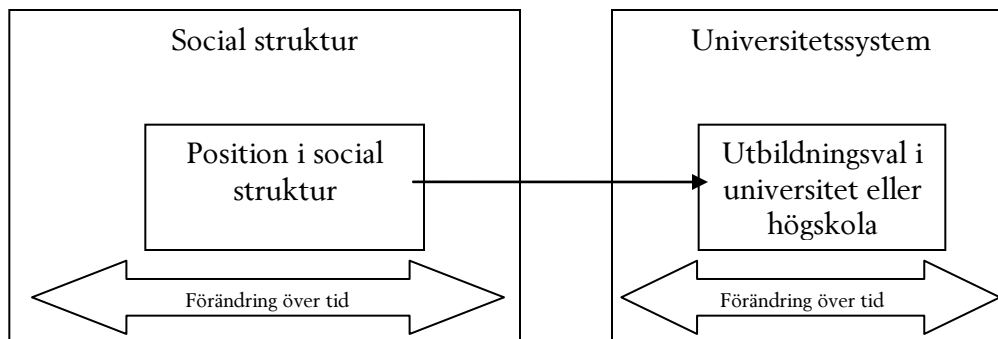 Social struktur
Universitetssystem
Position i social
struktur
Utbildningsval i
universitet eller
högskola
Förändring över tid
Förändring över tid